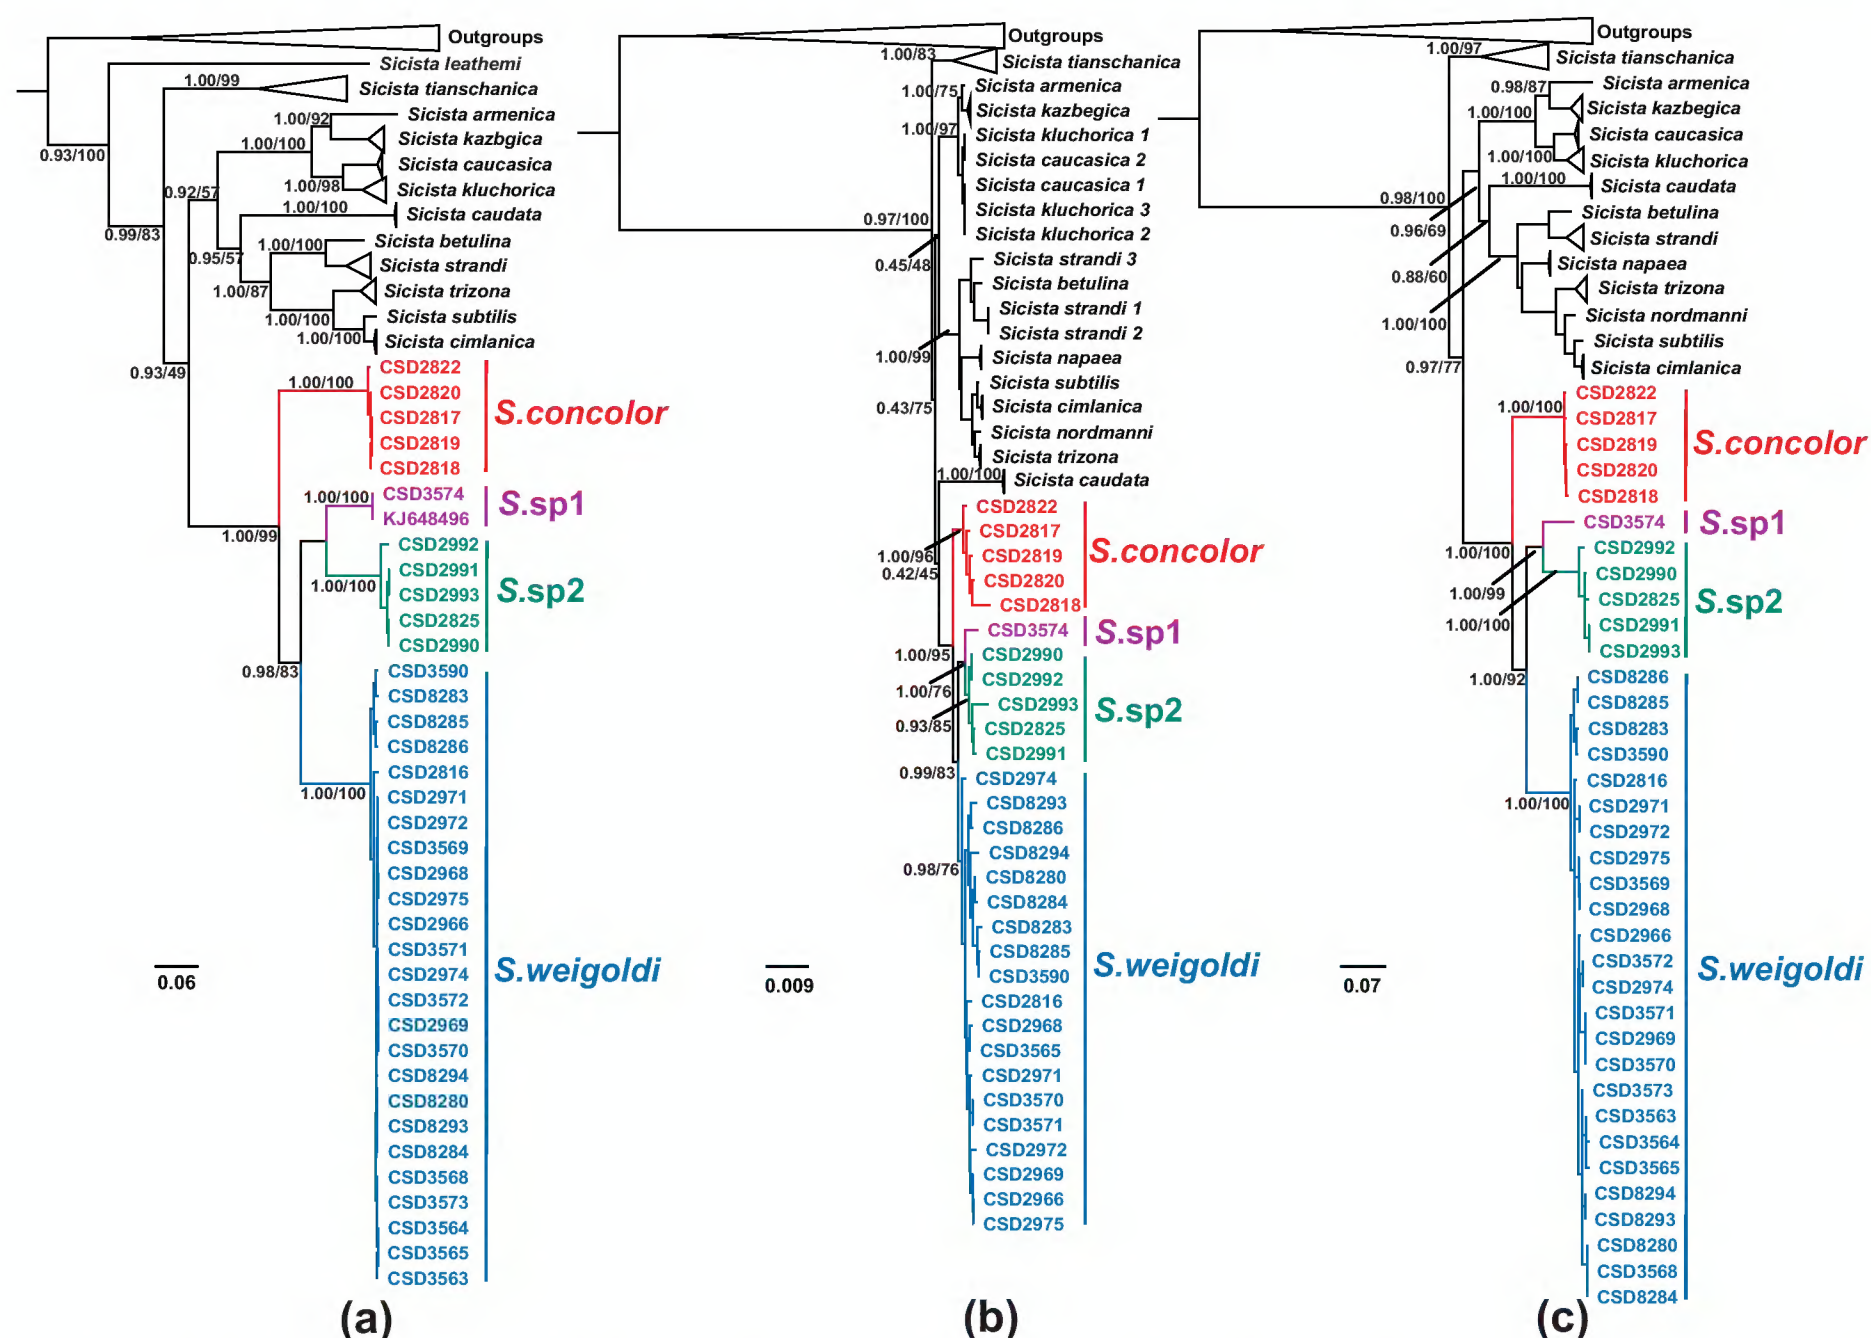 Outgroups
Sicista leathemi
1.00/99
Sicista tianschanica
Sicista armenica
1.00/92
Sicista kazbgica
1.00/100
Sicista caucasica
0.93/100
1.00/98
Sicista kluchorica
0.92/57
1.00/100
Sicista caudata
0.99/83
1.00/100
Sicista betulina
0.95/57
Sicista strandi
1.00/87
Sicista trizona
1.00/100
Sicista subtilis
1.00/100
Sicista cimlanica
0.93/49
CSD2822
1.00/100
CSD2820
S.concolor
CSD2817
CSD2819
CSD2818
1.00/100
CSD3574
S.sp1
KJ648496
1.00/99
CSD2992
CSD2991
1.00/100
S.sp2
CSD2993
CSD2825
CSD2990
0.98/83
CSD3590
CSD8283
CSD8285
CSD8286
CSD2816
1.00/100
CSD2971
CSD2972
CSD3569
CSD2968
CSD2975
CSD2966
CSD3571
S.weigoldi
CSD2974
0.06
CSD3572
CSD2969
CSD3570
CSD8294
CSD8280
CSD8293
CSD8284
CSD3568
CSD3573
CSD3564
CSD3565
CSD3563
(a)
Outgroups
1.00/83
Sicista tianschanica
Sicista armenica
1.00/75
Sicista kazbegica
1.00/97
Sicista kluchorica 1
Sicista caucasica 2
Sicista caucasica 1
Sicista kluchorica 3
0.97/100
Sicista kluchorica 2
Sicista strandi 3
0.45/48
Sicista betulina
Sicista strandi 1
Sicista strandi 2
1.00/99
Sicista napaea
Sicista subtilis
0.43/75
Sicista cimlanica
Sicista nordmanni
Sicista trizona
1.00/100
Sicista caudata
CSD2822
CSD2817
1.00/96
CSD2819
S.concolor
0.42/45
CSD2820
CSD2818
CSD3574
S.sp1
1.00/95
CSD2990
CSD2992
1.00/76
CSD2993
S.sp2
0.93/85
CSD2825
CSD2991
0.99/83
CSD2974
CSD8293
CSD8286
CSD8294
0.98/76
CSD8280
CSD8284
CSD8283
CSD8285
S.weigoldi
CSD3590
0.009
CSD2816
CSD2968
CSD3565
CSD2971
CSD3570
CSD3571
CSD2972
CSD2969
CSD2966
CSD2975
(b)
Outgroups
1.00/97
Sicista tianschanica
Sicista armenica
0.98/87
Sicista kazbegica
1.00/100
Sicista caucasica
1.00/100
Sicista kluchorica
1.00/100
Sicista caudata
0.98/100
Sicista betulina
0.96/69
Sicista strandi
Sicista napaea
0.88/60
Sicista trizona
Sicista nordmanni
1.00/100
Sicista subtilis
0.97/77
Sicista cimlanica
CSD2822
1.00/100
CSD2817
S.concolor
CSD2819
CSD2820
CSD2818
CSD3574
S.sp1
1.00/100
CSD2992
CSD2990
1.00/99
CSD2825
S.sp2
1.00/100
CSD2991
CSD2993
1.00/92
CSD8286
CSD8285
CSD8283
CSD3590
CSD2816
1.00/100
CSD2971
CSD2972
CSD2975
CSD3569
CSD2968
CSD2966
CSD3572
S.weigoldi
CSD2974
0.07
CSD3571
CSD2969
CSD3570
CSD3573
CSD3563
CSD3564
CSD3565
CSD8294
CSD8293
CSD8280
CSD3568
CSD8284
(c)